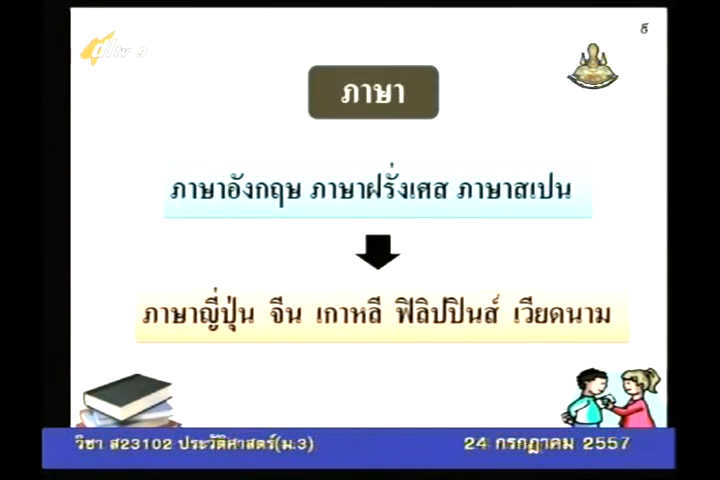 ๕
ภาษา
ภาษาอังกฤษ ภาษาฝรั่งเศส ภาษาสเปน
ภาษาญี่ปุ่น จีน เกาหลี ฟิลิปปินส์ เวียดนาม
วิชา ส23102 ประวัติศาสตร์(ม.3) 24 กรกฎาคม 2557